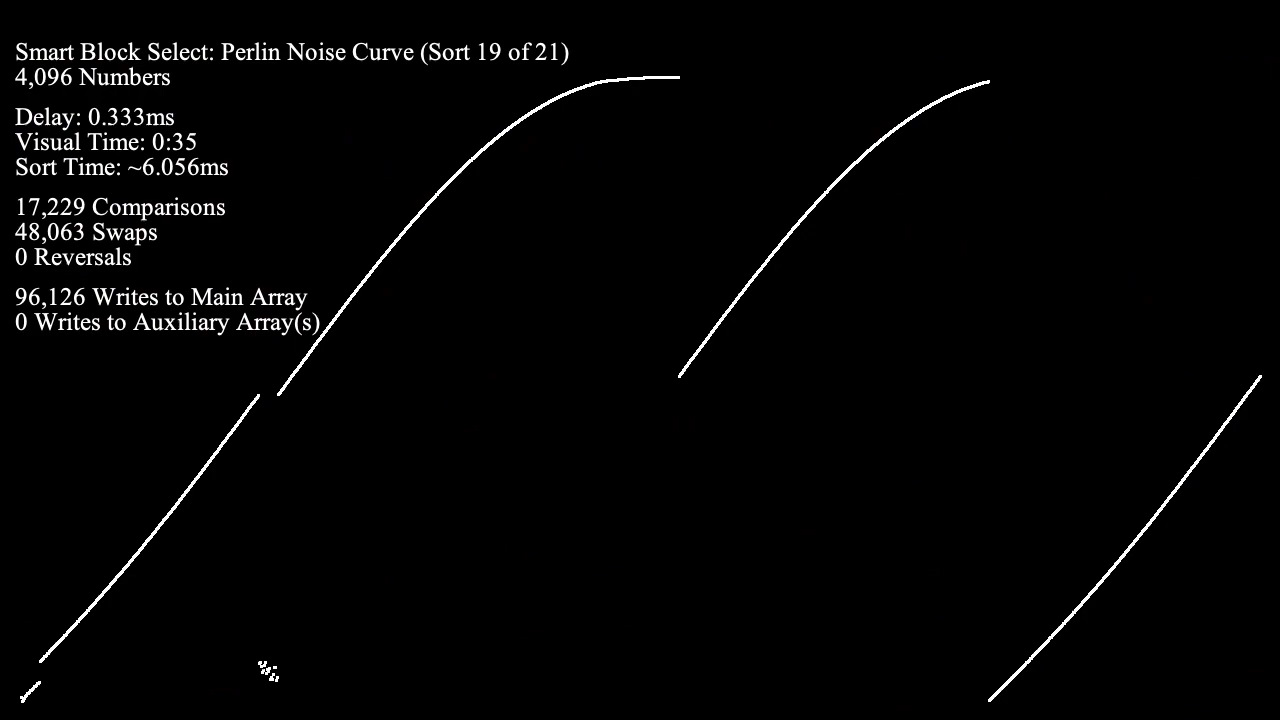 Smart Block Select: Perlin Noise Curve (Sort 19 of 21)
4,096 Numbers
Delay: 0.333ms
Visual Time: 0:35
Sort Time: ~6.056ms
17,229 Comparisons
48,063 Swaps
0 Reversals
96,126 Writes to Main Array
0 Writes to Auxiliary Array(s)